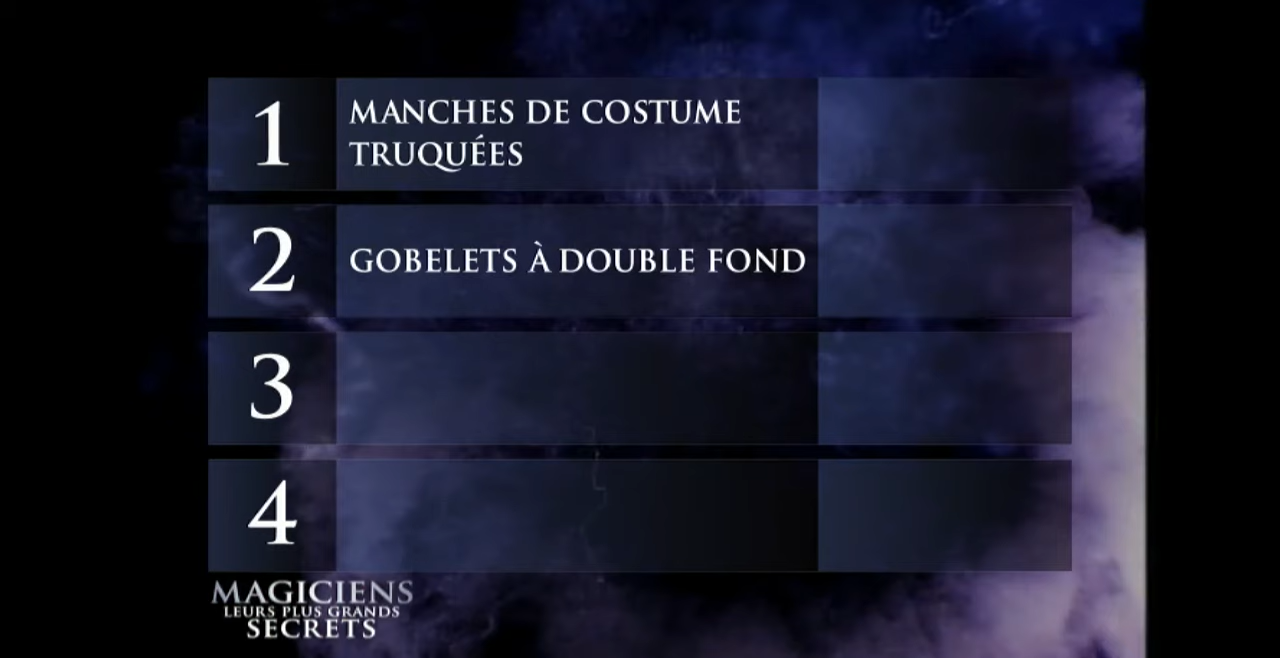 1
MANCHES DE COSTUME
TRUQUÉES
2
GOBELETS À DOUBLE FOND
3
4
MAGICIENS
LEURS PLUS GRANDS
SECRETS